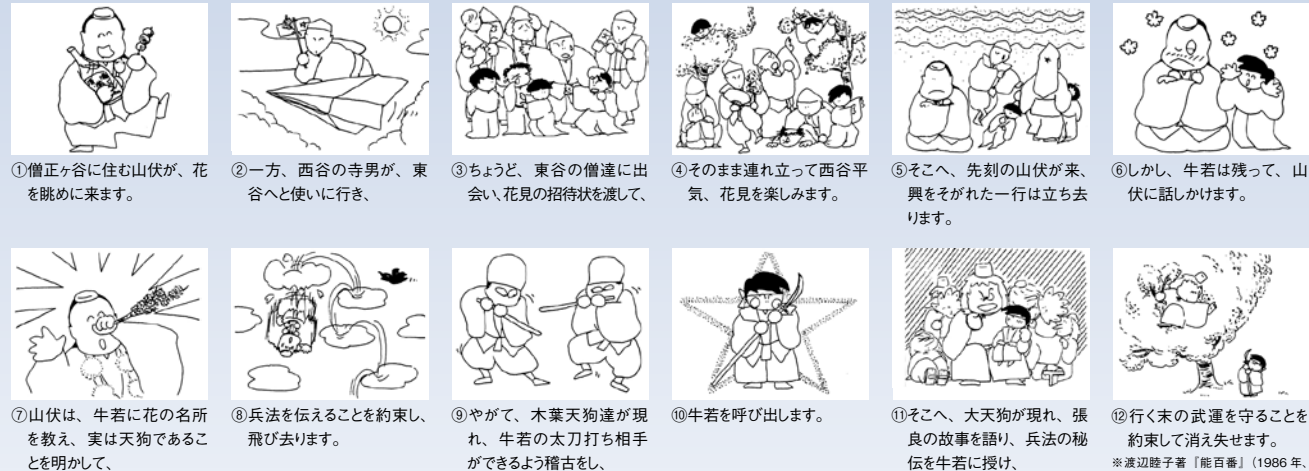 ①僧正ヶ谷に住む山伏が、花
を眺めに来ます。
②一方、西谷の寺男が、東
谷へと使いに行き、
③ちょうど、東谷の僧達に出
会い、花見の招待状を渡して、
④そのまま連れ立って西谷平
気、花見を楽しみます。
⑤そこへ、先刻の山伏が来、
興をそがれた一行は立ち去
ります。
⑥しかし、牛若は残って、山
伏に話しかけます。
⑦山伏は、牛若に花の名所
を教え、実は天狗であるこ
とを明かして、
⑧兵法を伝えることを約束し、
飛び去ります。
⑨やがて、木葉天狗達が現
れ、牛若の太刀打ち相手
ができるよう稽古をし、
⑩牛若を呼び出します。
⑪そこへ、大天狗が現れ、張
良の故事を語り、兵法の秘
伝を牛若に授け、
⑫行く末の武運を守ることを
約束して消え失せます。
※渡辺睦子著『能百番』(1986年、